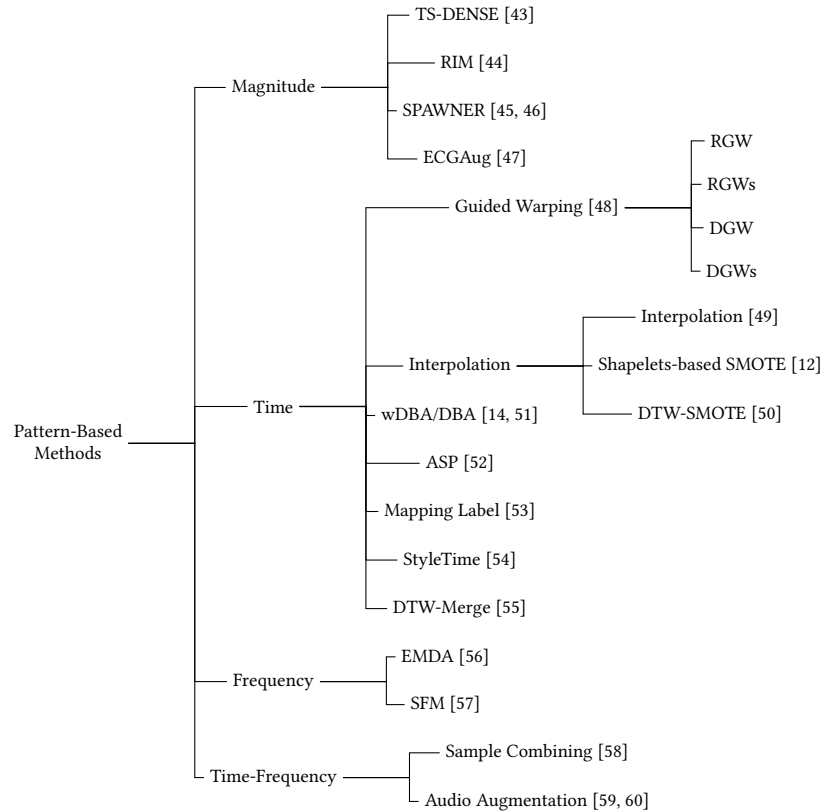 Pattern-Based
Methods
Magnitude
TS-DENSE [43]
RIM [44]
SPAWNER [45, 46]
ECGAug [47]
Time
Guided Warping [48]
RGW
RGWs
DGW
DGWs
Interpolation
Interpolation [49]
Shapelets-based SMOTE [12]
DTW-SMOTE [50]
wDBA/DBA [14, 51]
ASP [52]
Mapping Label [53]
StyleTime [54]
DTW-Merge [55]
Frequency
EMDA [56]
SFM [57]
Time-Frequency
Sample Combining [58]
Audio Augmentation [59, 60]